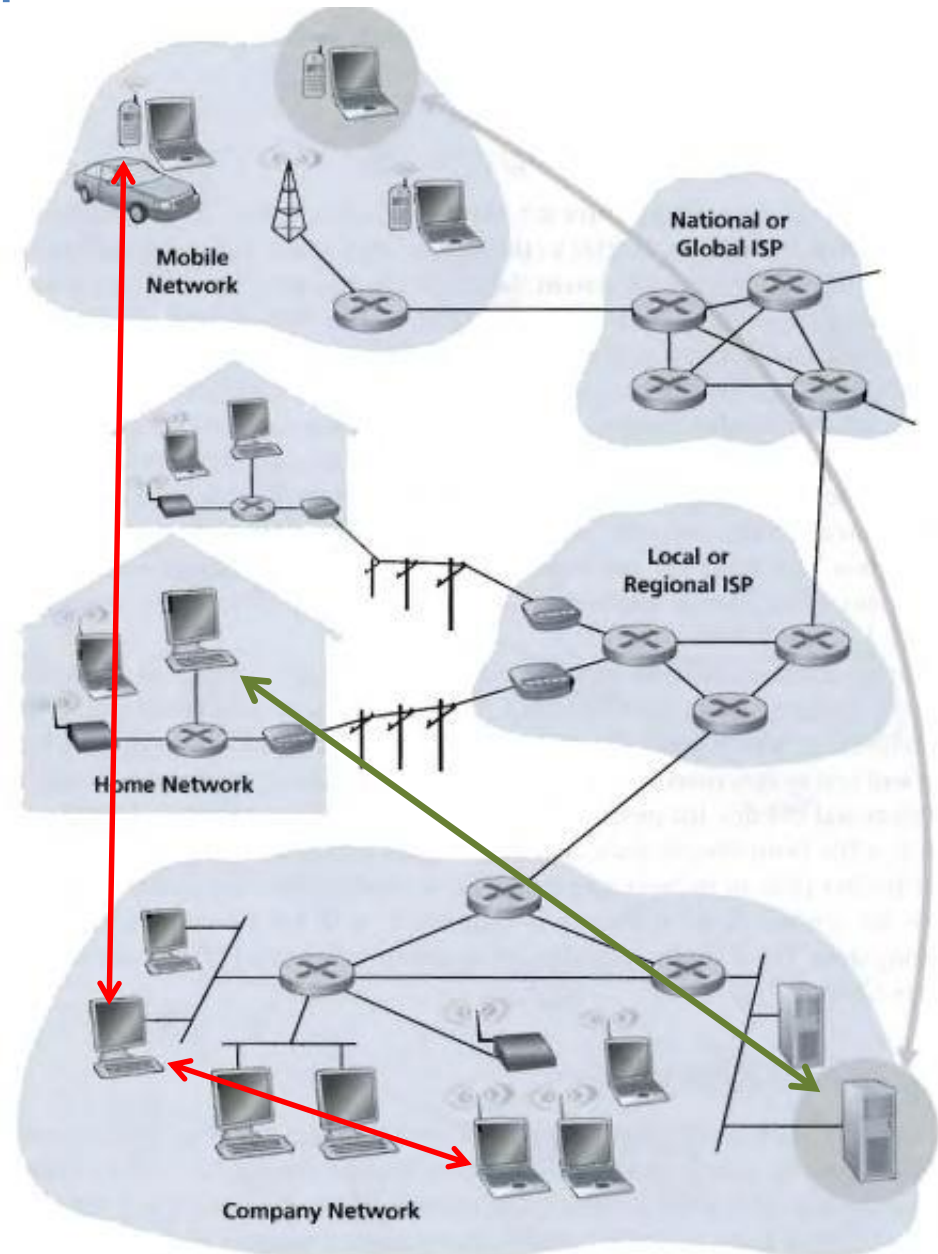 National or
Global ISP
Mobile
Network
Local or
Regional ISP
Home Network
Company Network